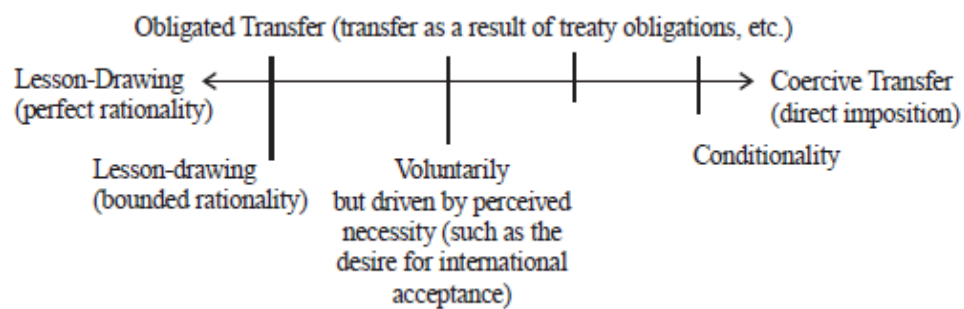 Obligated Transfer (transfer as a result of treaty obligations, etc.)
Lesson-Drawing
(perfect rationality)
Coercive Transfer
(direct imposition)
Lesson-drawing
(bounded rationality)
Voluntarily
but driven by perceived
necessity (such as the
desire for international
acceptance)
Conditionality